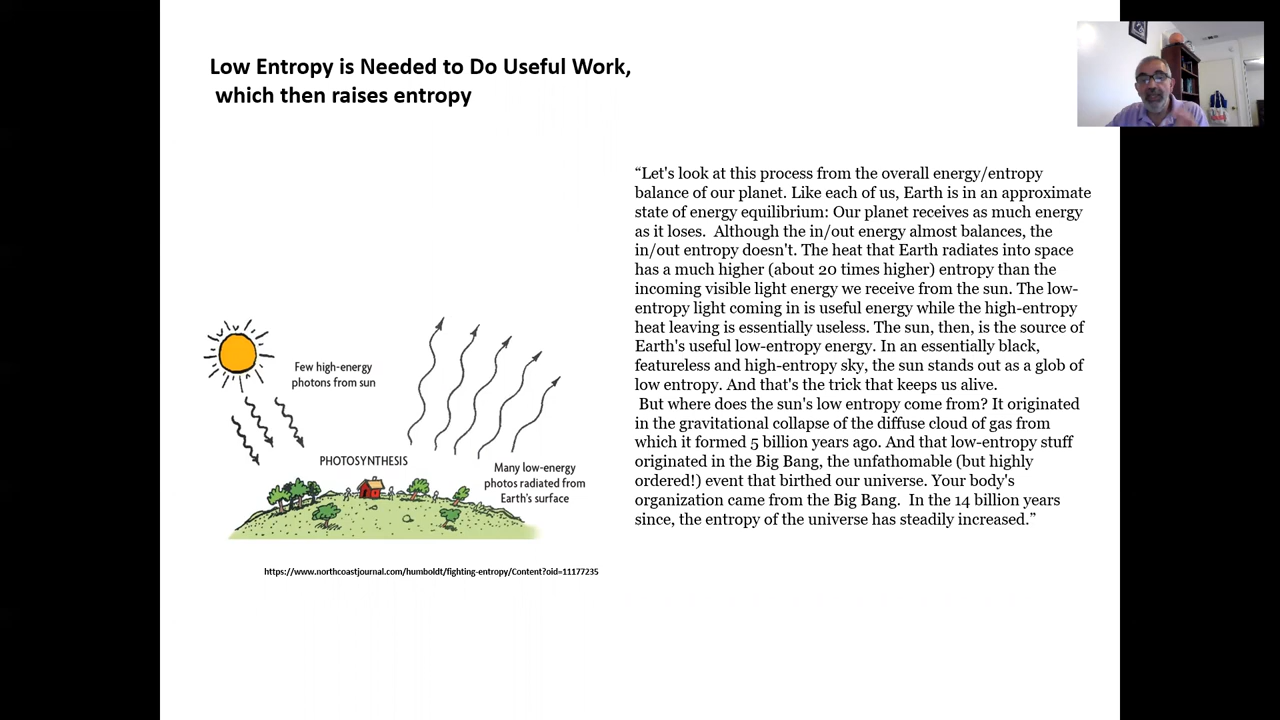 Low Entropy is Needed to Do Useful Work,
which then raises entropy
“Let's look at this process from the overall energy/entropy
balance of our planet. Like each of us, Earth is in an approximate
state of energy equilibrium: Our planet receives as much energy
as it loses.  Although the in/out energy almost balances, the
in/out entropy doesn't. The heat that Earth radiates into space
has a much higher (about 20 times higher) entropy than the
incoming visible light energy we receive from the sun. The low-
entropy light coming in is useful energy while the high-entropy
heat leaving is essentially useless. The sun, then, is the source of
Earth's useful low-entropy energy. In an essentially black,
featureless and high-entropy sky, the sun stands out as a glob of
low entropy. And that's the trick that keeps us alive.
But where does the sun's low entropy come from? It originated
in the gravitational collapse of the diffuse cloud of gas from
which it formed 5 billion years ago. And that low-entropy stuff
originated in the Big Bang, the unfathomable (but highly
ordered!) event that birthed our universe. Your body's
organization came from the Big Bang.  In the 14 billion years
since, the entropy of the universe has steadily increased.”
Few high-energy
photons from sun
PHOTOSYNTHESIS
Many low-energy
photos radiated from
Earth's surface
https://www.northcoastjournal.com/humboldt/fighting-entropy/Content?oid=11177235